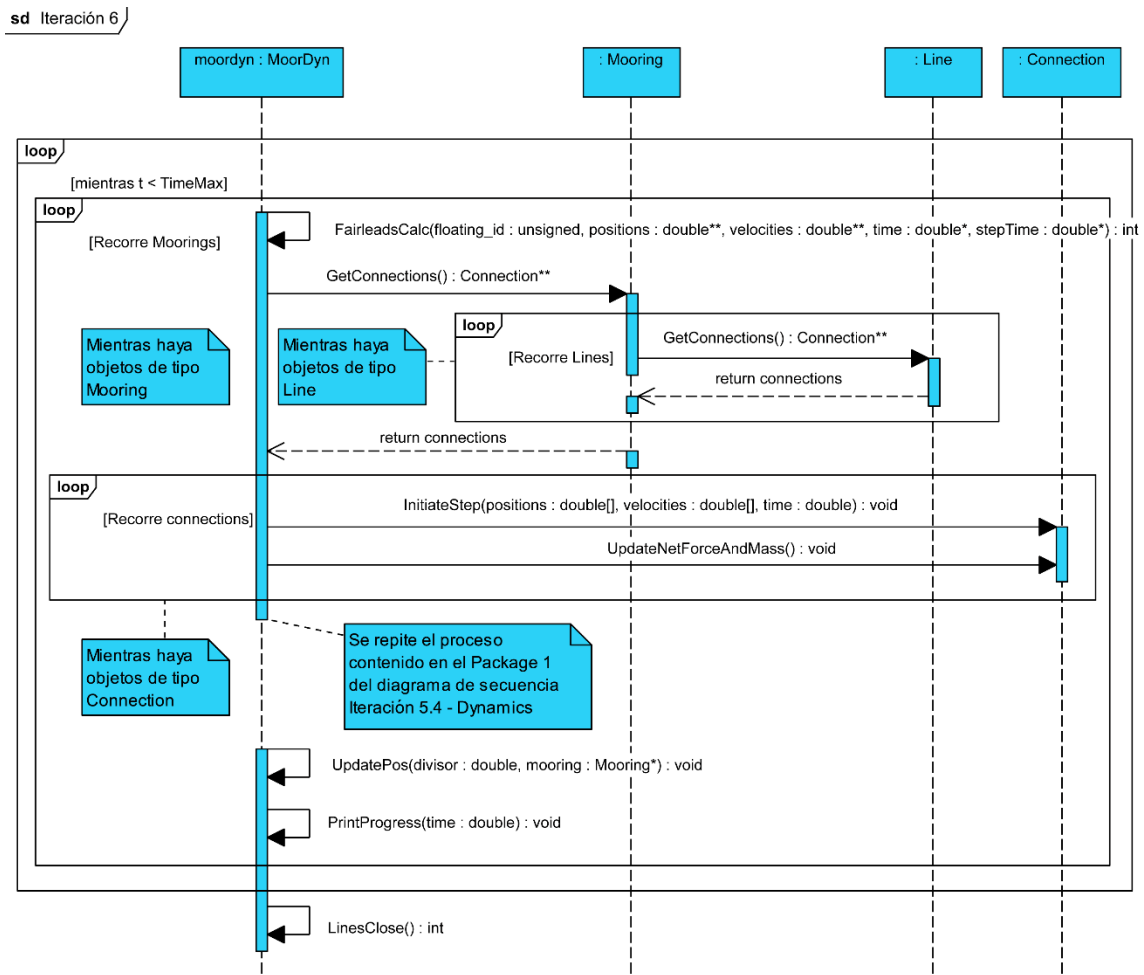 sd Iteración 6
moordyn : MoorDyn
: Mooring
: Line
: Connection
loop
[mientras t < TimeMax]
loop
[Recorre Moorings]
FairleadsCalc(floating_id : unsigned, positions : double**, velocities : double**, time : double*, stepTime : double*) : int
GetConnections() : Connection**
Mientras haya
objetos de tipo
Mooring
Mientras haya
objetos de tipo
Line
loop
[Recorre Lines]
GetConnections() : Connection**
return connections
return connections
loop
[Recorre connections]
InitiateStep(positions : double[], velocities : double[], time : double) : void
UpdateNetForceAndMass() : void
Mientras haya
objetos de tipo
Connection
Se repite el proceso
contenido en el Package 1
del diagrama de secuencia
Iteración 5.4 - Dynamics
UpdatePos(divisor : double, mooring : Mooring*) : void
PrintProgress(time : double) : void
LinesClose() : int